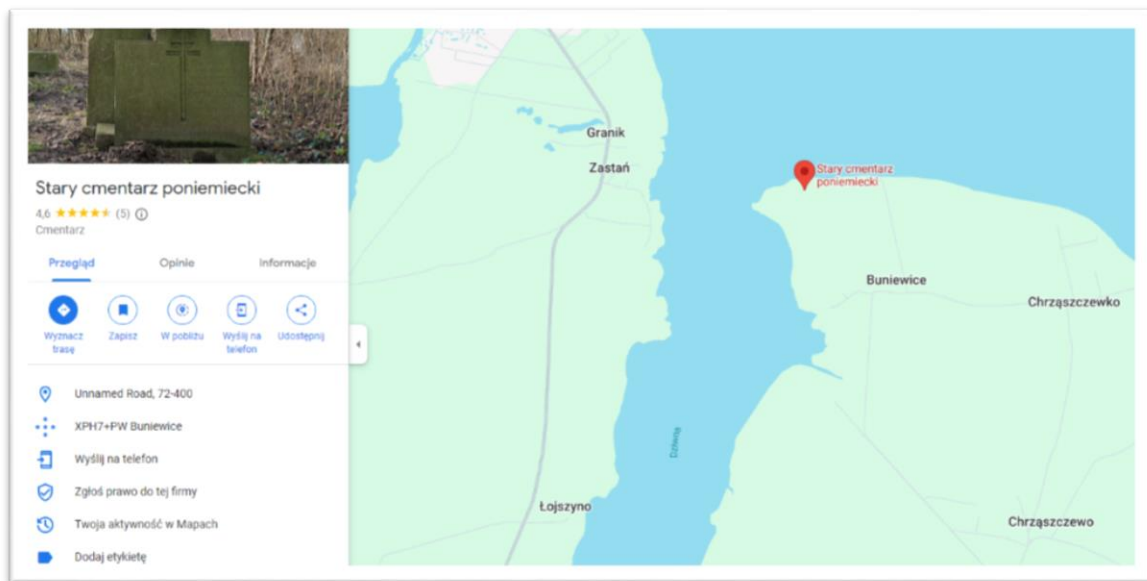 Stary cmentarz poniemiecki
4,6 (5)
Cmentarz
Przegląd Opinie Informacje
Wyznacz trasę
Zapisz
W pobliżu
Wyślij na telefon
Udostępnij
Unnamed Road, 72-400
XPH7+PW Buniewice
Wyślij na telefon
Zgłoś prawo do tej firmy
Twoja aktywność w Mapach
Dodaj etykietę
Granik
Zastań
Stary cmentarz
poniemiecki
Buniewice
Chrząszczewko
Dziwna
Łojszyno
Chrząszczewo